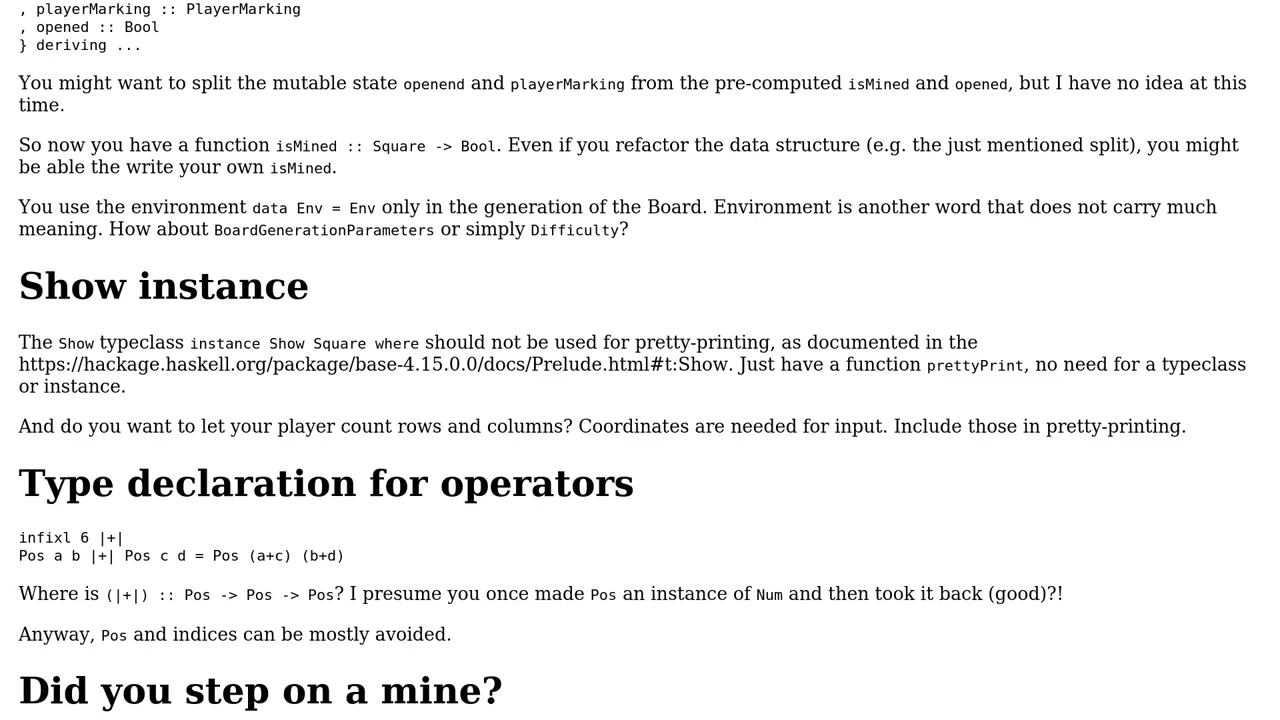 , playerMarking :: PlayerMarking
, opened :: Bool
} deriving ...
You might want to split the mutable state openend and playerMarking from the pre-computed isMined and opened, but I have no idea at this
time.
So now you have a function isMined :: Square -> Bool. Even if you refactor the data structure (e.g. the just mentioned split), you might
be able the write your own isMined.
You use the environment data Env = Env only in the generation of the Board. Environment is another word that does not carry much
meaning. How about BoardGenerationParameters or simply Difficulty?
Show instance
The Show typeclass instance Show Square where should not be used for pretty-printing, as documented in the
https://hackage.haskell.org/package/base-4.15.0.0/docs/Prelude.html#t:Show. Just have a function prettyPrint, no need for a typeclass
or instance.
And do you want to let your player count rows and columns? Coordinates are needed for input. Include those in pretty-printing.
Type declaration for operators
infixl 6 |+|
Pos a b |+| Pos c d = Pos (a+c) (b+d)
Where is (|+|) :: Pos -> Pos -> Pos? I presume you once made Pos an instance of Num and then took it back (good)?!
Anyway, Pos and indices can be mostly avoided.
Did you step on a mine?